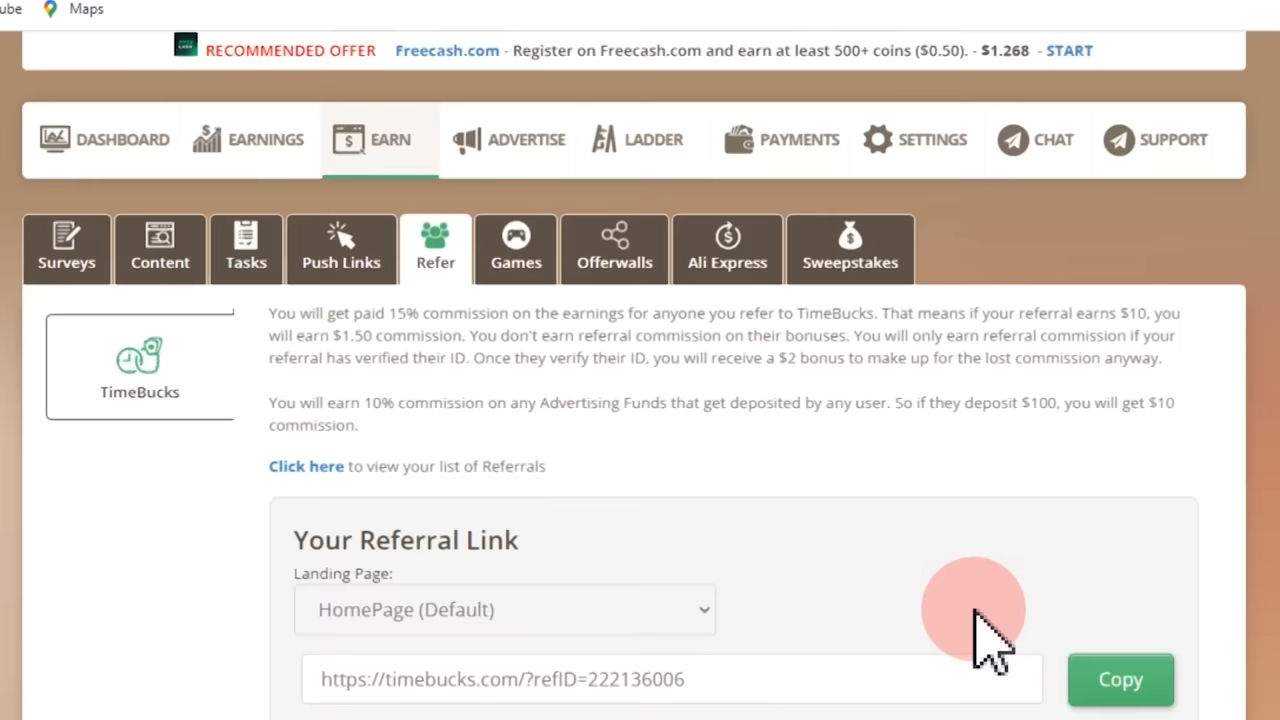 ube Maps
RECOMMENDED OFFER Freecash.com - Register on Freecash.com and earn at least 500+ coins ($0.50). - $1.268 - START
DASHBOARD EARNINGS EARN ADVERTISE LADDER PAYMENTS SETTINGS CHAT SUPPORT
Surveys Content Tasks Push Links Refer Games Offerwalls Ali Express Sweepstakes
TimeBucks
You will get paid 15% commission on the earnings for anyone you refer to TimeBucks. That means if your referral earns $10, you
will earn $1.50 commission. You don't earn referral commission on their bonuses. You will only earn referral commission if your
referral has verified their ID. Once they verify their ID, you will receive a $2 bonus to make up for the lost commission anyway.
You will earn 10% commission on any Advertising Funds that get deposited by any user. So if they deposit $100, you will get $10
commission.
Click here to view your list of Referrals
Your Referral Link
Landing Page:
HomePage (Default)
https://timebucks.com/?refID=222136006
Copy